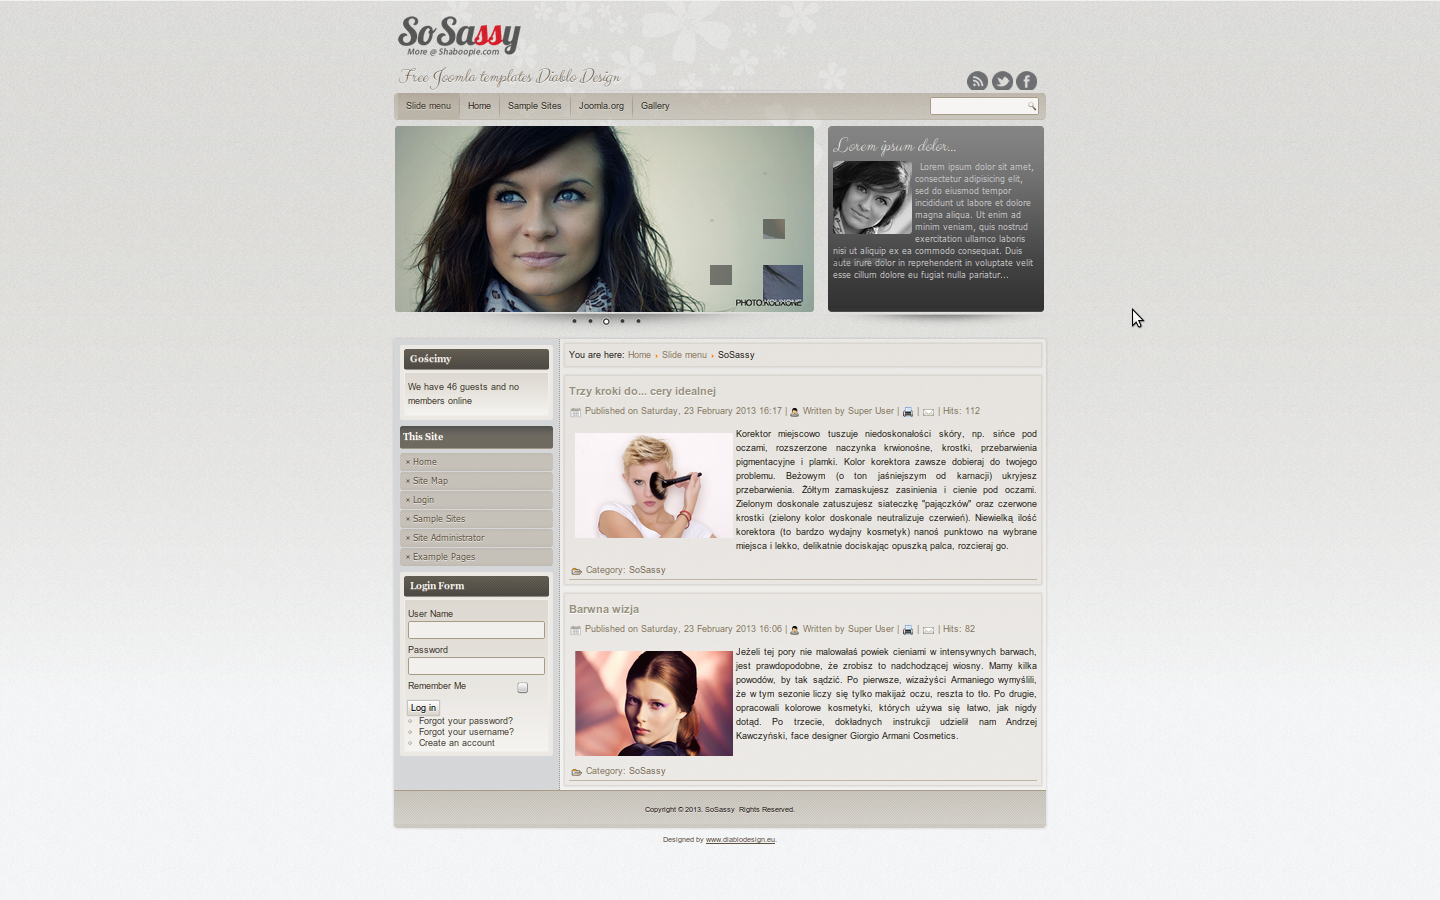 SoSassy
More @ Shaboopie.com
Free Joomla templates Diablo Design
Slide menu Home Sample Sites Joomla.org Gallery
Lorem ipsum dolor...
Lorem ipsum dolor sit amet,
consectetur adipisicing elit,
sed do eiusmod tempor
incididunt ut labore et dolore
magna aliqua. Ut enim ad
minim veniam, quis nostrud
exercitation ullamco laboris
nisi ut aliquip ex ea commodo consequat. Duis
aute irure dolor in reprehenderit in voluptate velit
esse cillum dolore eu fugiat nulla pariatur...
PHOTO.KOLIXONE
Gościmy
We have 46 guests and no
members online
This Site
× Home
× Site Map
× Login
× Sample Sites
× Site Administrator
× Example Pages
Login Form
User Name
Password
Remember Me
Log in
Forgot your password?
Forgot your username?
Create an account
You are here: Home › Slide menu › SoSassy
Trzy kroki do... cery idealnej
Published on Saturday, 23 February 2013 16:17 | Written by Super User | | | Hits: 112
Korektor miejscowo tuszuje niedoskonałości skóry, np. sińce pod
oczami, rozszerzone naczynka krwionośne, krostki, przebarwienia
pigmentacyjne i plamki. Kolor korektora zawsze dobieraj do twojego
problemu. Beżowym (o ton jaśniejszym od karnacji) ukryjesz
przebarwienia. Żółtym zamaskujesz zasinienia i cienie pod oczami.
Zielonym doskonale zatuszujesz siateczkę "pajączków" oraz czerwone
krostki (zielony kolor doskonale neutralizuje czerwień). Niewielką ilość
korektora (to bardzo wydajny kosmetyk) nanoś punktowo na wybrane
miejsca i lekko, delikatnie dociskając opuszką palca, rozcieraj go.
Category: SoSassy
Barwna wizja
Published on Saturday, 23 February 2013 16:06 | Written by Super User | | | Hits: 82
Jeżeli tej pory nie malowałaś powiek cieniami w intensywnych barwach,
jest prawdopodobne, że zrobisz to nadchodzącej wiosny. Mamy kilka
powodów, by tak sądzić. Po pierwsze, wizażyści Armaniego wymyślili,
że w tym sezonie liczy się tylko makijaż oczu, reszta to tło. Po drugie,
opracowali kolorowe kosmetyki, których używa się łatwo, jak nigdy
dotąd. Po trzecie, dokładnych instrukcji udzielił nam Andrzej
Kawczyński, face designer Giorgio Armani Cosmetics.
Category: SoSassy
Copyright © 2013. SoSassy Rights Reserved.
Designed by www.diablodesign.eu.